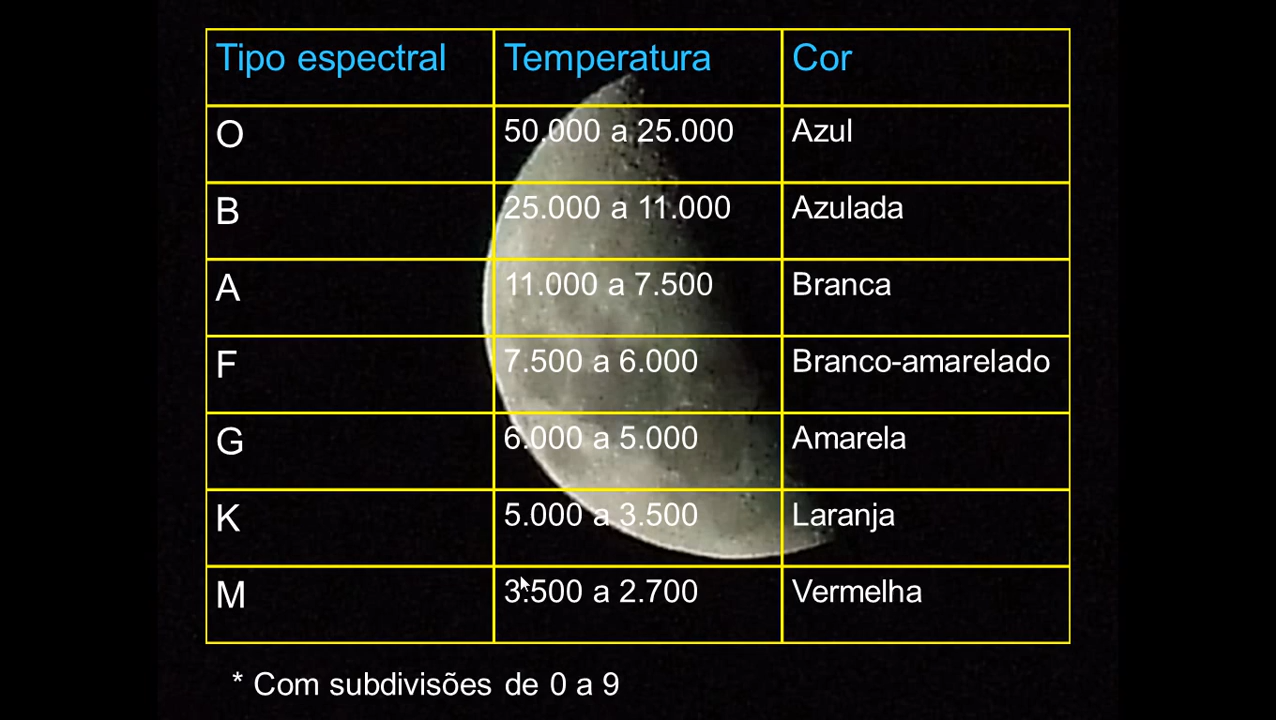 Tipo espectral Temperatura Cor
O 50.000 a 25.000 Azul
B 25.000 a 11.000 Azulada
A 11.000 a 7.500 Branca
F 7.500 a 6.000 Branco-amarelado
G 6.000 a 5.000 Amarela
K 5.000 a 3.500 Laranja
M 3.500 a 2.700 Vermelha
* Com subdivisões de 0 a 9